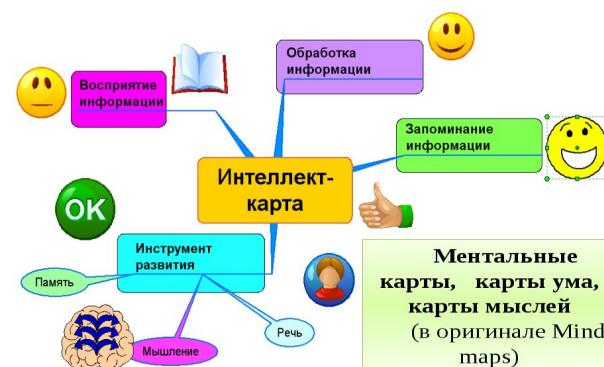 Обработка
информации
Восприятие
информации
Запоминание
информации
Интеллект-
карта
OK
Инструмент
развития
Память
Речь
Мышление
Ментальные
карты, карты ума,
карты мыслей
(в оригинале Mind
maps)